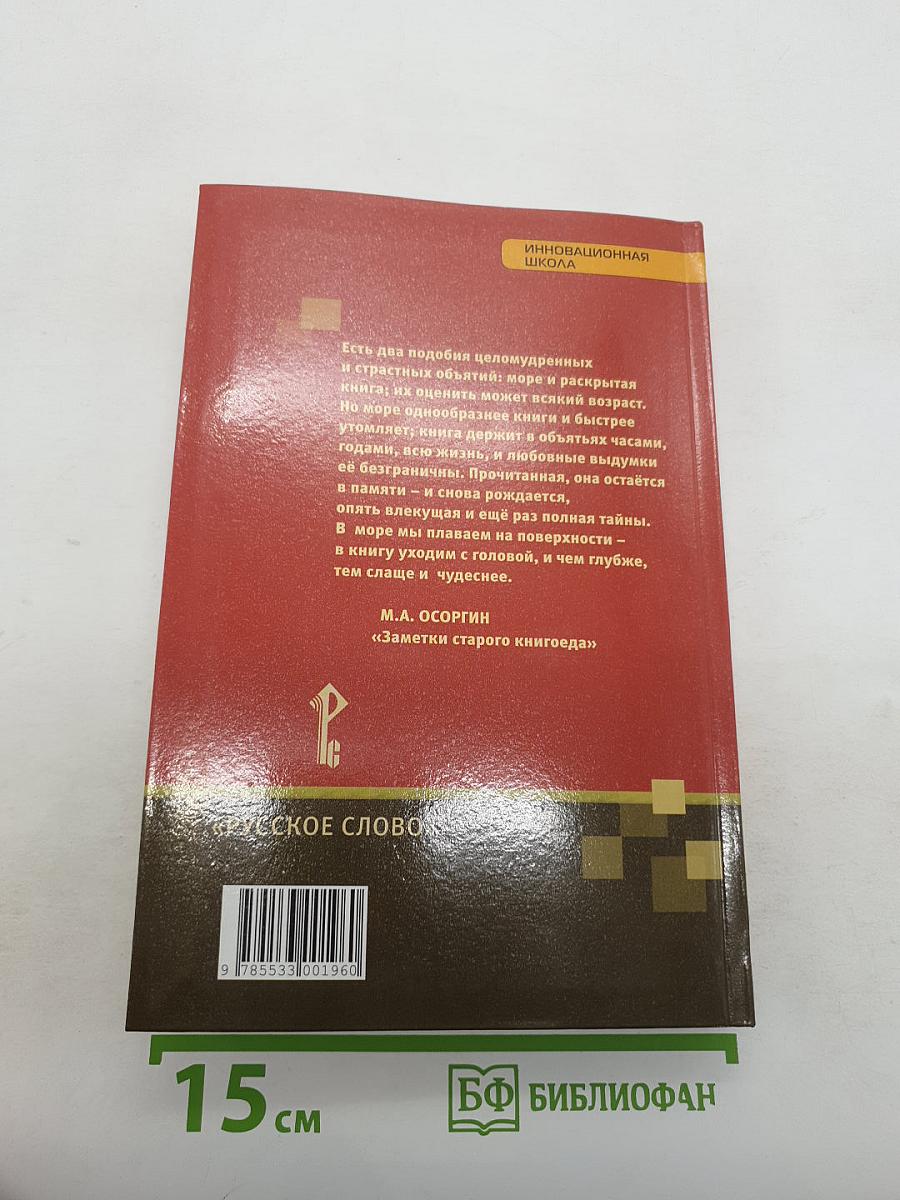 ИННОВАЦИОННАЯ
ШКОЛА
Есть два подобия целомудренных
и страстных объятий: море и раскрытая
книга; их оценить может всякий возраст.
Но море однообразнее книги и быстрее
утомляет; книга держит в объятьях часами,
годами, всю жизнь, и любовные выдумки
её безграничны. Прочитанная, она остаётся
в памяти – и снова рождается,
опять влекущая и ещё раз полная тайны.
В море мы плаваем на поверхности –
в книгу уходим с головой, и чем глубже,
тем слаще и чудеснее.
М.А. ОСОРГИН
«Заметки старого книгоеда»
РС
«РУССКОЕ СЛОВО
9 785533 001960
15 см
БФ БИБЛИОФАН